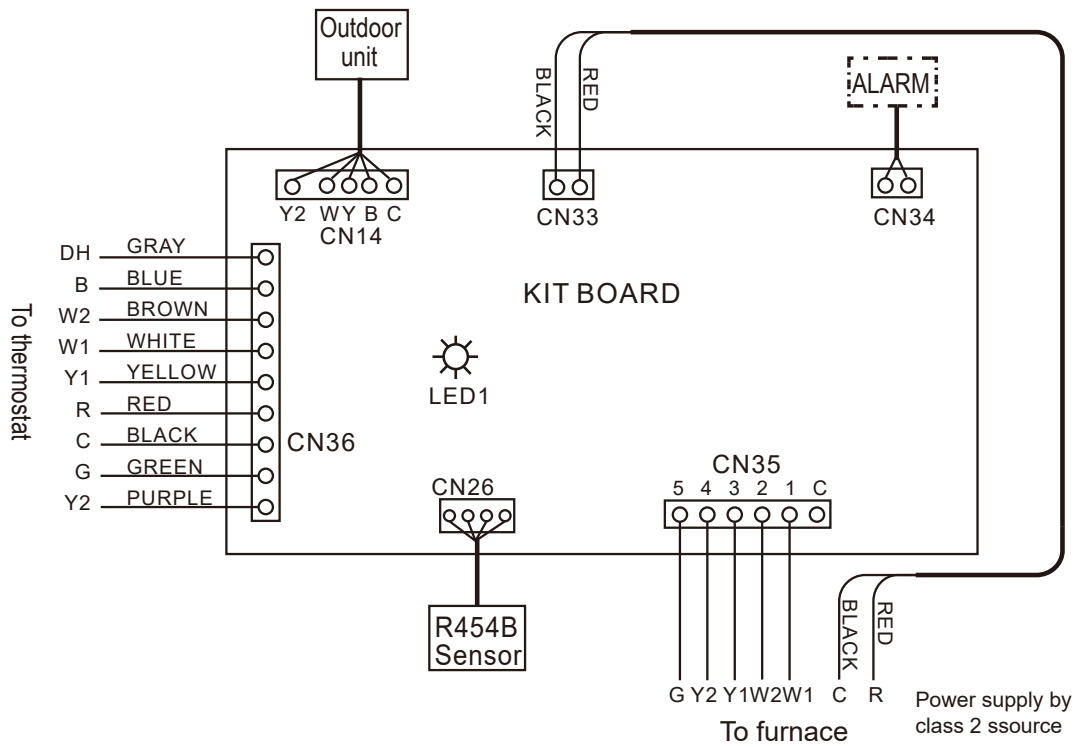 Outdoor
unit
BLACK
RED
ALARM
Y2 W Y B C
CN14
CN33
CN34
DH GRAY
B BLUE
W2 BROWN
W1 WHITE
Y1 YELLOW
R RED
C BLACK
G GREEN
Y2 PURPLE
To thermostat
CN36
KIT BOARD
LED1
CN26
CN35
5 4 3 2 1 C
R454B
Sensor
BLACK
RED
G Y2 Y1 W2 W1 C R
To furnace
Power supply by
class 2 ssource